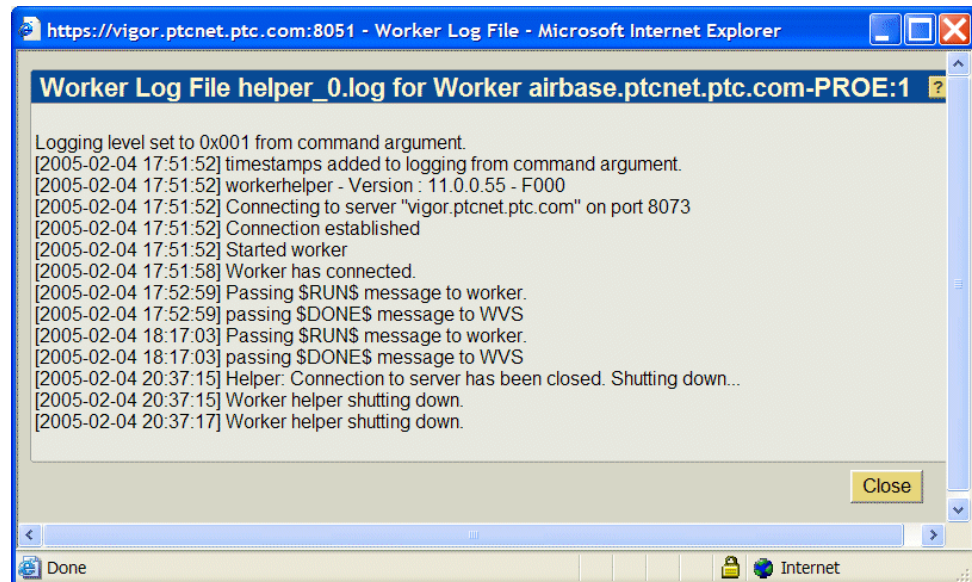 https://vigor.ptcnet.ptc.com:8051 - Worker Log File - Microsoft Internet Explorer
Worker Log File helper_0.log for Worker airbase.ptcnet.ptc.com-PROE:1 ?
Logging level set to 0x001 from command argument.
[2005-02-04 17:51:52] timestamps added to logging from command argument.
[2005-02-04 17:51:52] workerhelper - Version : 11.0.0.55 - F000
[2005-02-04 17:51:52] Connecting to server "vigor.ptcnet.ptc.com" on port 8073
[2005-02-04 17:51:52] Connection established
[2005-02-04 17:51:52] Started worker
[2005-02-04 17:51:58] Worker has connected.
[2005-02-04 17:52:59] Passing $RUN$ message to worker.
[2005-02-04 17:52:59] passing $DONE$ message to WVS
[2005-02-04 18:17:03] Passing $RUN$ message to worker.
[2005-02-04 18:17:03] passing $DONE$ message to WVS
[2005-02-04 20:37:15] Helper: Connection to server has been closed. Shutting down...
[2005-02-04 20:37:15] Worker helper shutting down.
[2005-02-04 20:37:17] Worker helper shutting down.
Close
Done
Internet